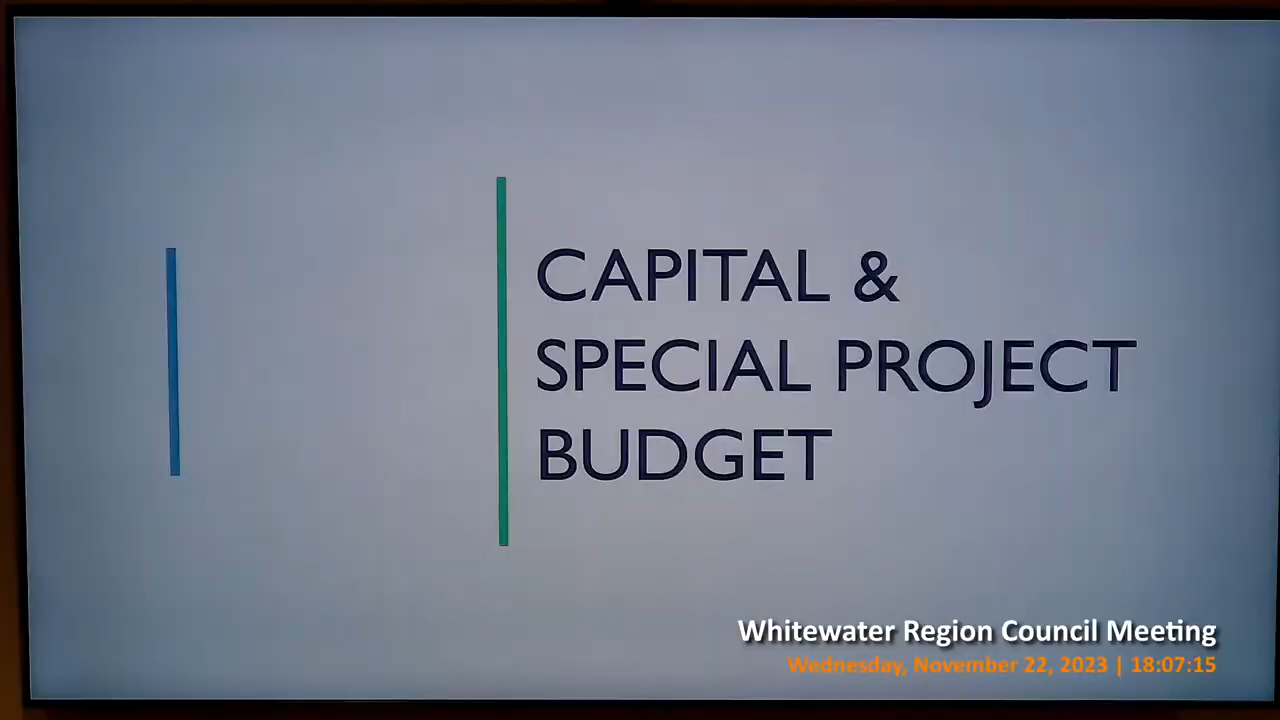 CAPITAL &
SPECIAL PROJECT
BUDGET
Whitewater Region Council Meeting
Wednesday, November 22, 2023 | 18:07:15